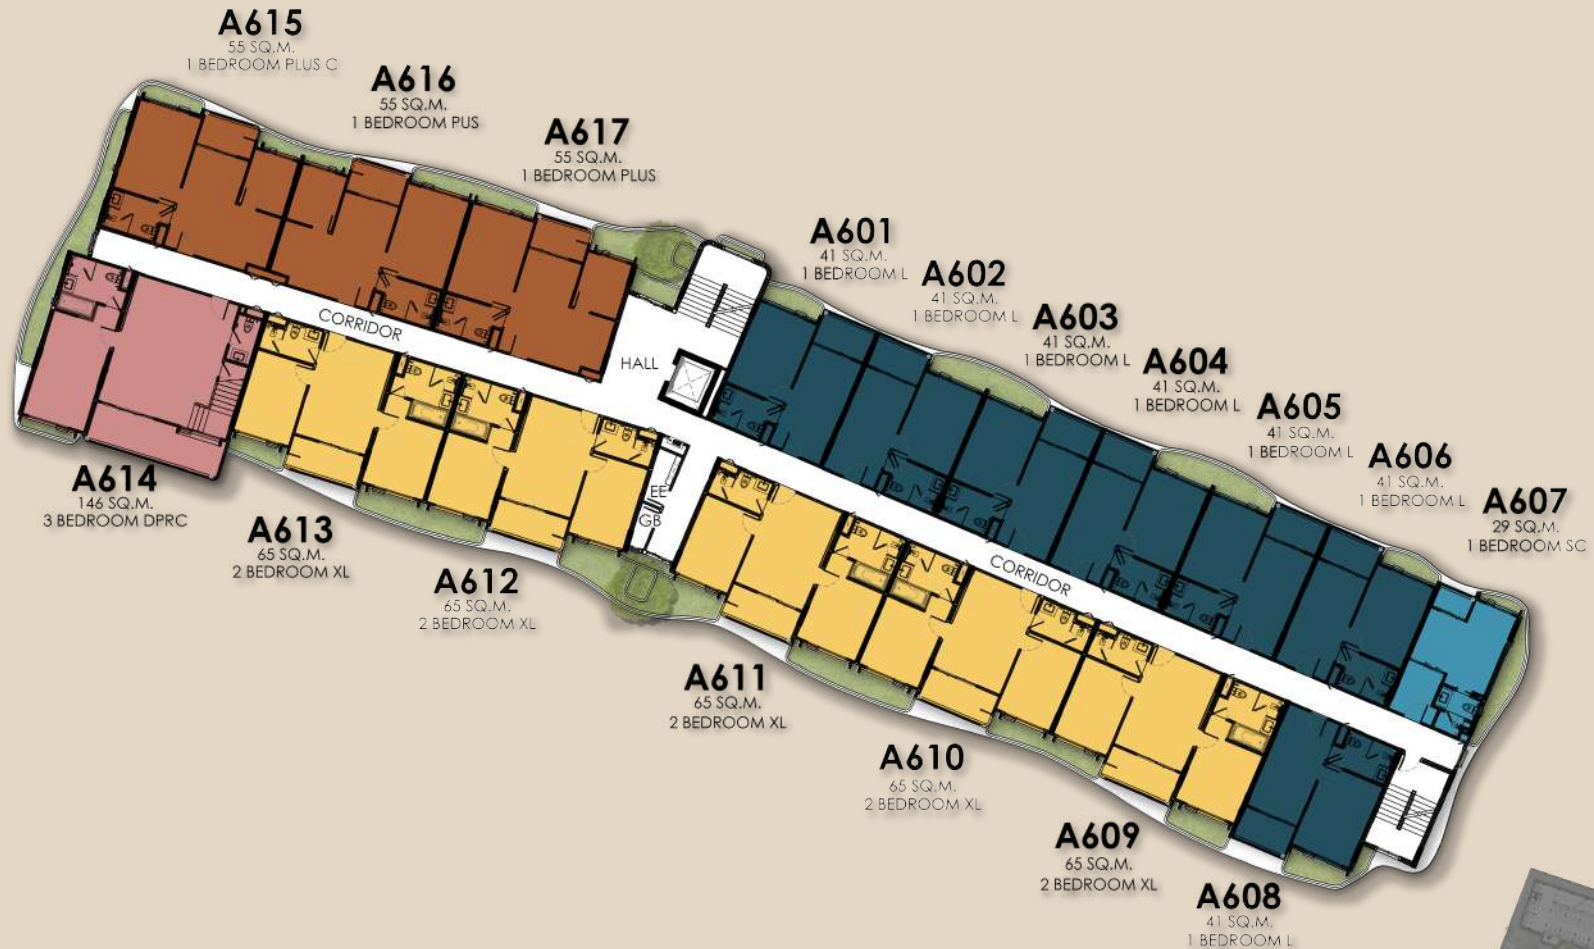 A615
55 SQ.M.
1 BEDROOM PLUS C
A616
55 SQ.M.
1 BEDROOM PUS
A617
55 SQ.M.
1 BEDROOM PLUS
A601
41 SQ.M.
1 BEDROOM L
A602
41 SQ.M.
1 BEDROOM L
A603
41 SQ.M.
1 BEDROOM L
A604
41 SQ.M.
1 BEDROOM L
A605
41 SQ.M.
1 BEDROOM L
A606
41 SQ.M.
1 BEDROOM L
A607
29 SQ.M.
1 BEDROOM SC
CORRIDOR
HALL
EE
GB
CORRIDOR
A614
146 SQ.M.
3 BEDROOM DPRC
A613
65 SQ.M.
2 BEDROOM XL
A612
65 SQ.M.
2 BEDROOM XL
A611
65 SQ.M.
2 BEDROOM XL
A610
65 SQ.M.
2 BEDROOM XL
A609
65 SQ.M.
2 BEDROOM XL
A608
41 SQ.M.
1 BEDROOM L